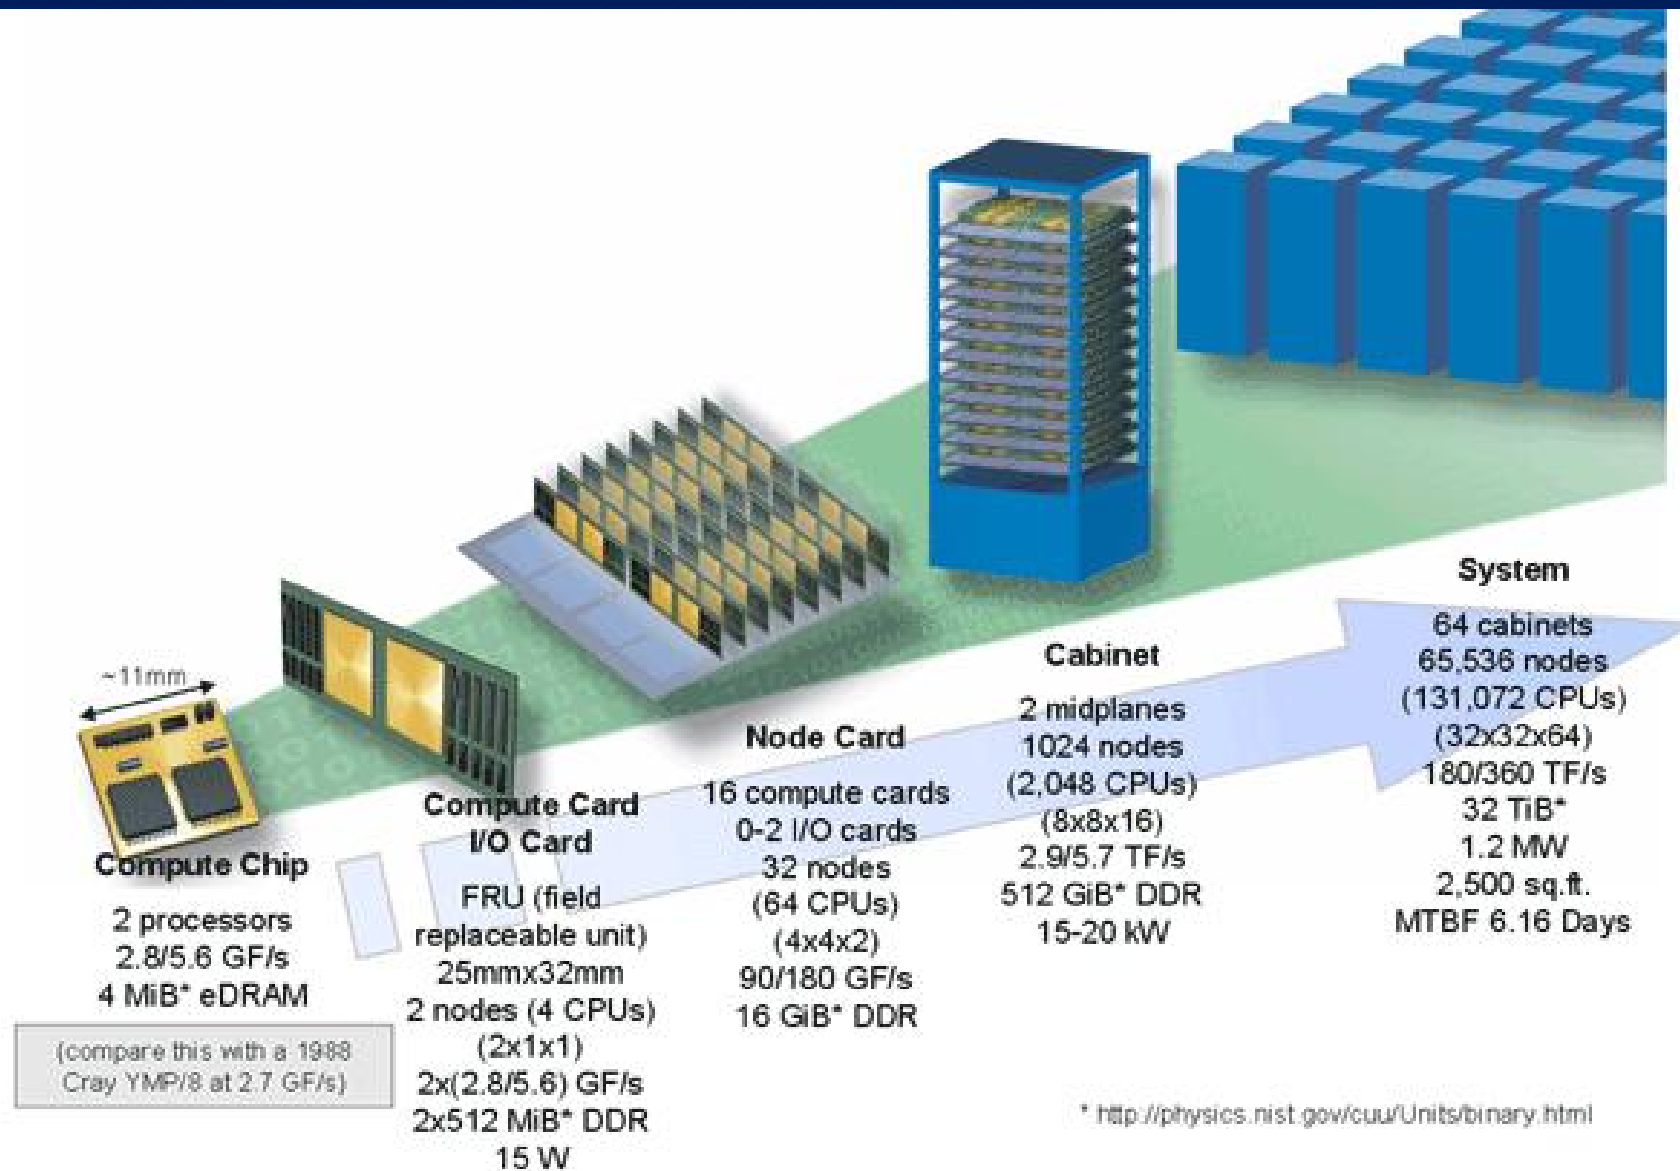 ~11mm
Compute Chip
2 processors
2.8/5.6 GF/s
4 MiB* eDRAM
(compare this with a 1988
Cray YMP/8 at 2.7 GF/s)
Compute Card
I/O Card
FRU (field
replaceable unit)
25mmx32mm
2 nodes (4 CPUs)
(2x1x1)
2x(2.8/5.6) GF/s
2x512 MiB* DDR
15 W
Node Card
16 compute cards
0-2 I/O cards
32 nodes
(64 CPUs)
(4x4x2)
90/180 GF/s
16 GiB* DDR
Cabinet
2 midplanes
1024 nodes
(2,048 CPUs)
(8x8x16)
2.9/5.7 TF/s
512 GiB* DDR
15-20 kW
System
64 cabinets
65,536 nodes
(131,072 CPUs)
(32x32x64)
180/360 TF/s
32 TiB*
1.2 MW
2,500 sq.ft.
MTBF 6.16 Days
* http://physics.nist.gov/cuu/Units/binary.html